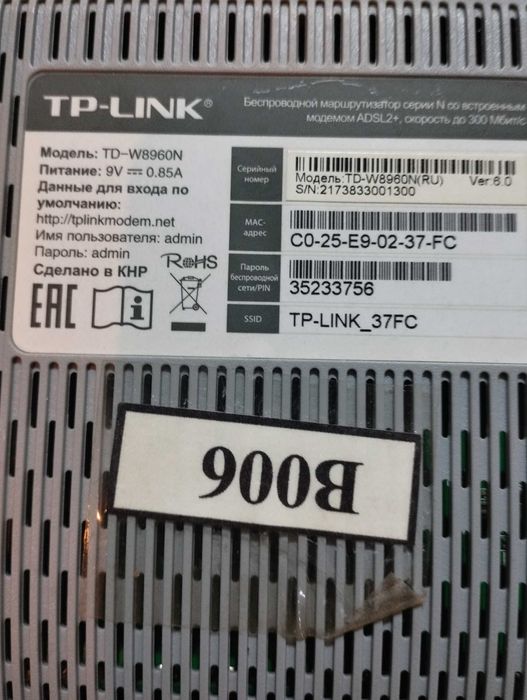 TP-LINK®
Беспроводной маршрутизатор серии N со встроенным
модемом ADSL2+, скорость до 300 Мбит/с
Модель: TD-W8960N
Питание: 9V ⎓ 0.85A
Данные для входа по
умолчанию:
http://tplinkmodem.net
Имя пользователя: admin
Пароль: admin
Сделано в КНР
RoHS
EAC
Серийный
номер
Модель:TD-W8960N(RU) Ver:6.0
S/N:2173833001300
MAC-
адрес
C0-25-E9-02-37-FC
Пароль
беспроводной
сети/PIN
35233756
SSID
TP-LINK_37FC
B006